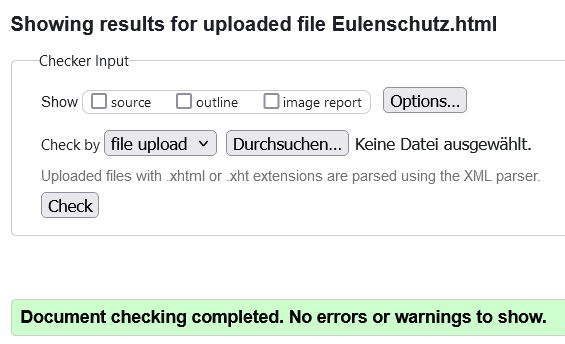 Showing results for uploaded file Eulenschutz.html
Checker Input
Show source outline image report Options...
Check by file upload Durchsuchen... Keine Datei ausgewählt.
Uploaded files with .xhtml or .xht extensions are parsed using the XML parser.
Check
Document checking completed. No errors or warnings to show.